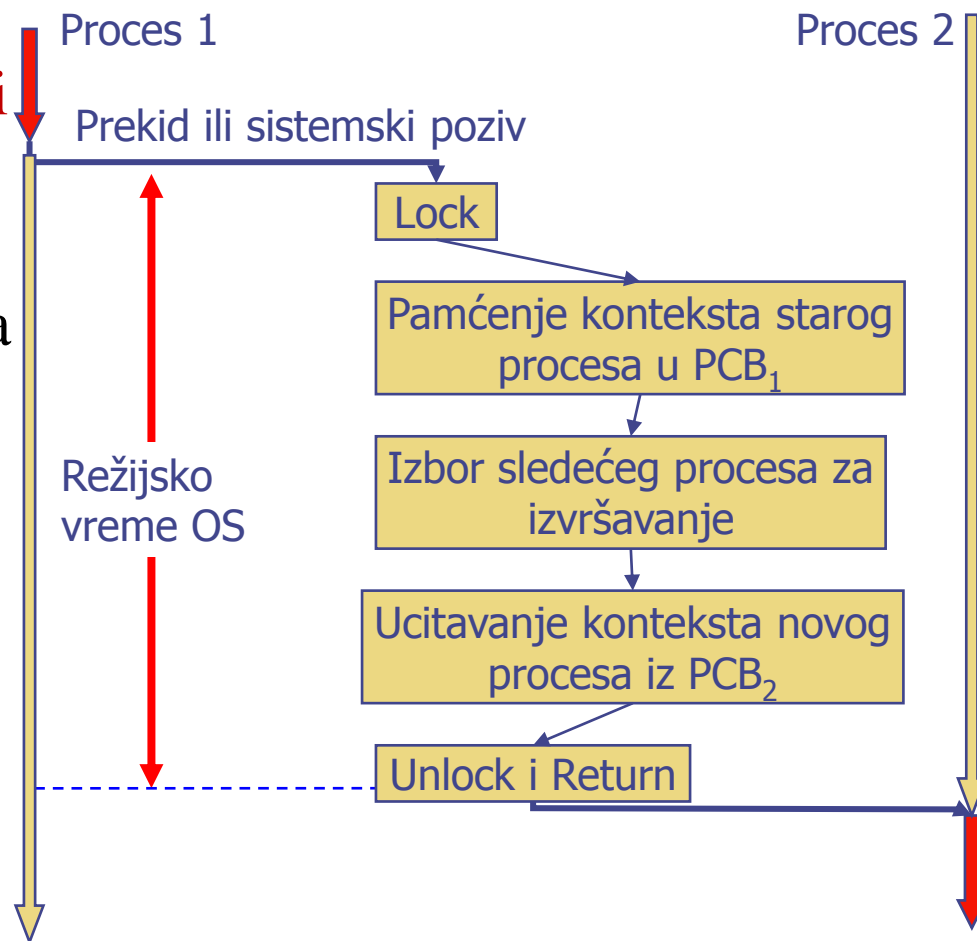 Proces 1
Proces 2
i
Prekid ili sistemski poziv
Lock
Pamćenje konteksta starog
procesa u PCB₁
a
Izbor sledećeg procesa za
izvršavanje
Režijsko
vreme OS
Ucitavanje konteksta novog
procesa iz PCB₂
Unlock i Return